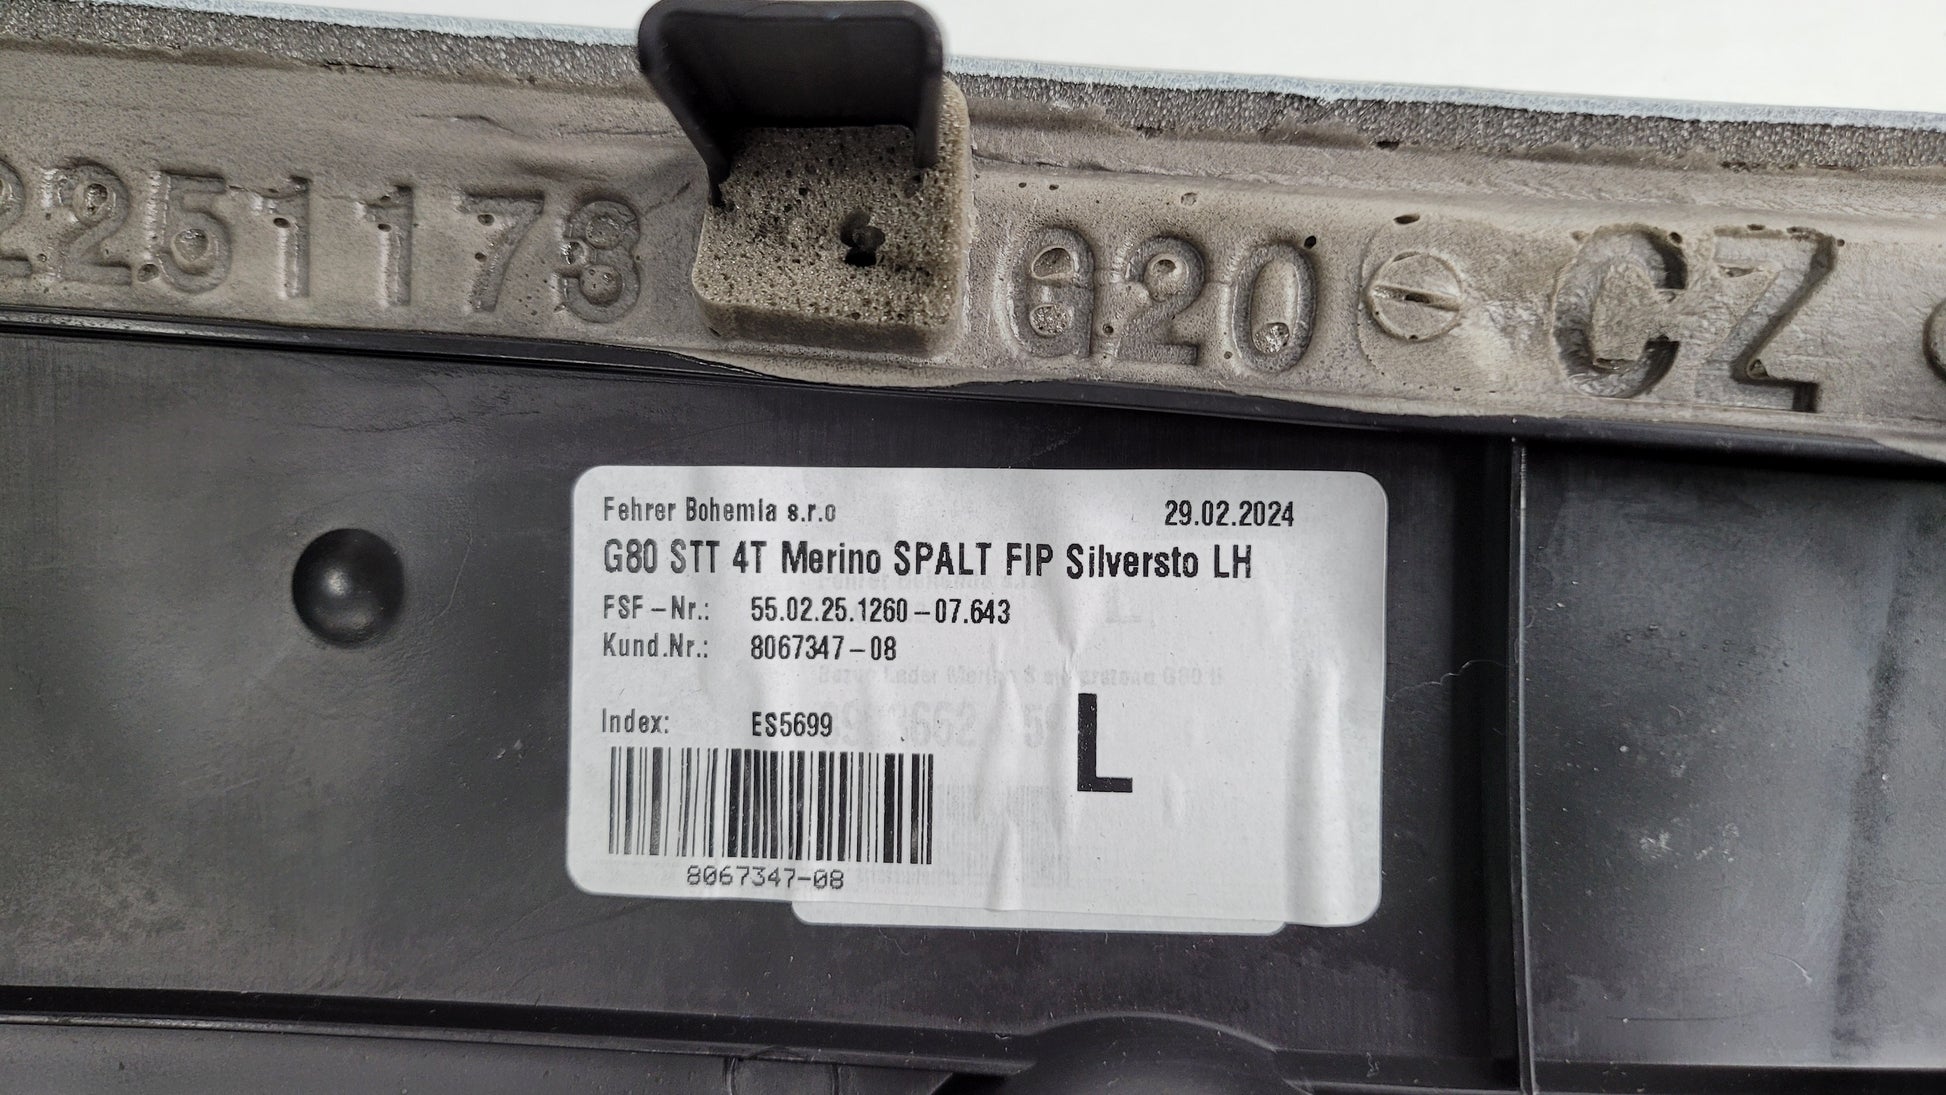 2251178 G20 CZ
Fehrer Bohemia s.r.o 29.02.2024
G80 STT 4T Merino SPALT FIP Silversto LH
FSF-Nr.: 55.02.25.1260-07.643
Kund.Nr.: 8067347-08
Index: ES5699
L
8067347-08